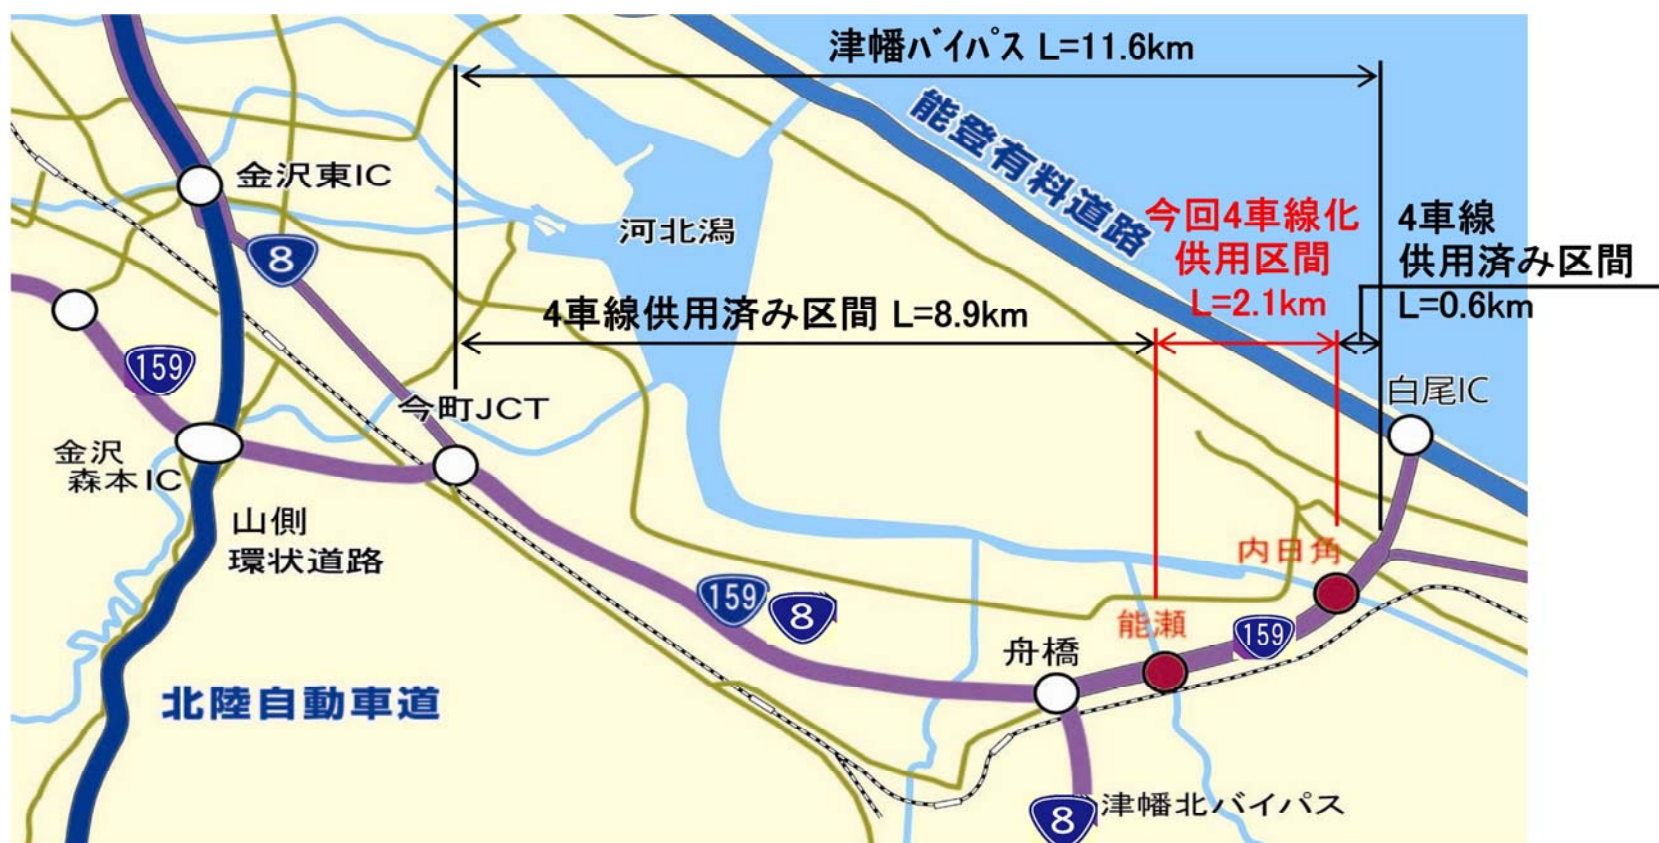 津幡バイパス L=11.6km
能登有料道路
金沢東IC
今回4車線化
供用区間
L=2.1km
4車線
供用済み区間
L=0.6km
河北潟
8
4車線供用済み区間 L=8.9km
159
白尾IC
今町JCT
金沢
森本IC
山側
環状道路
内日角
159
8
能瀬
159
舟橋
北陸自動車道
8
津幡北バイパス